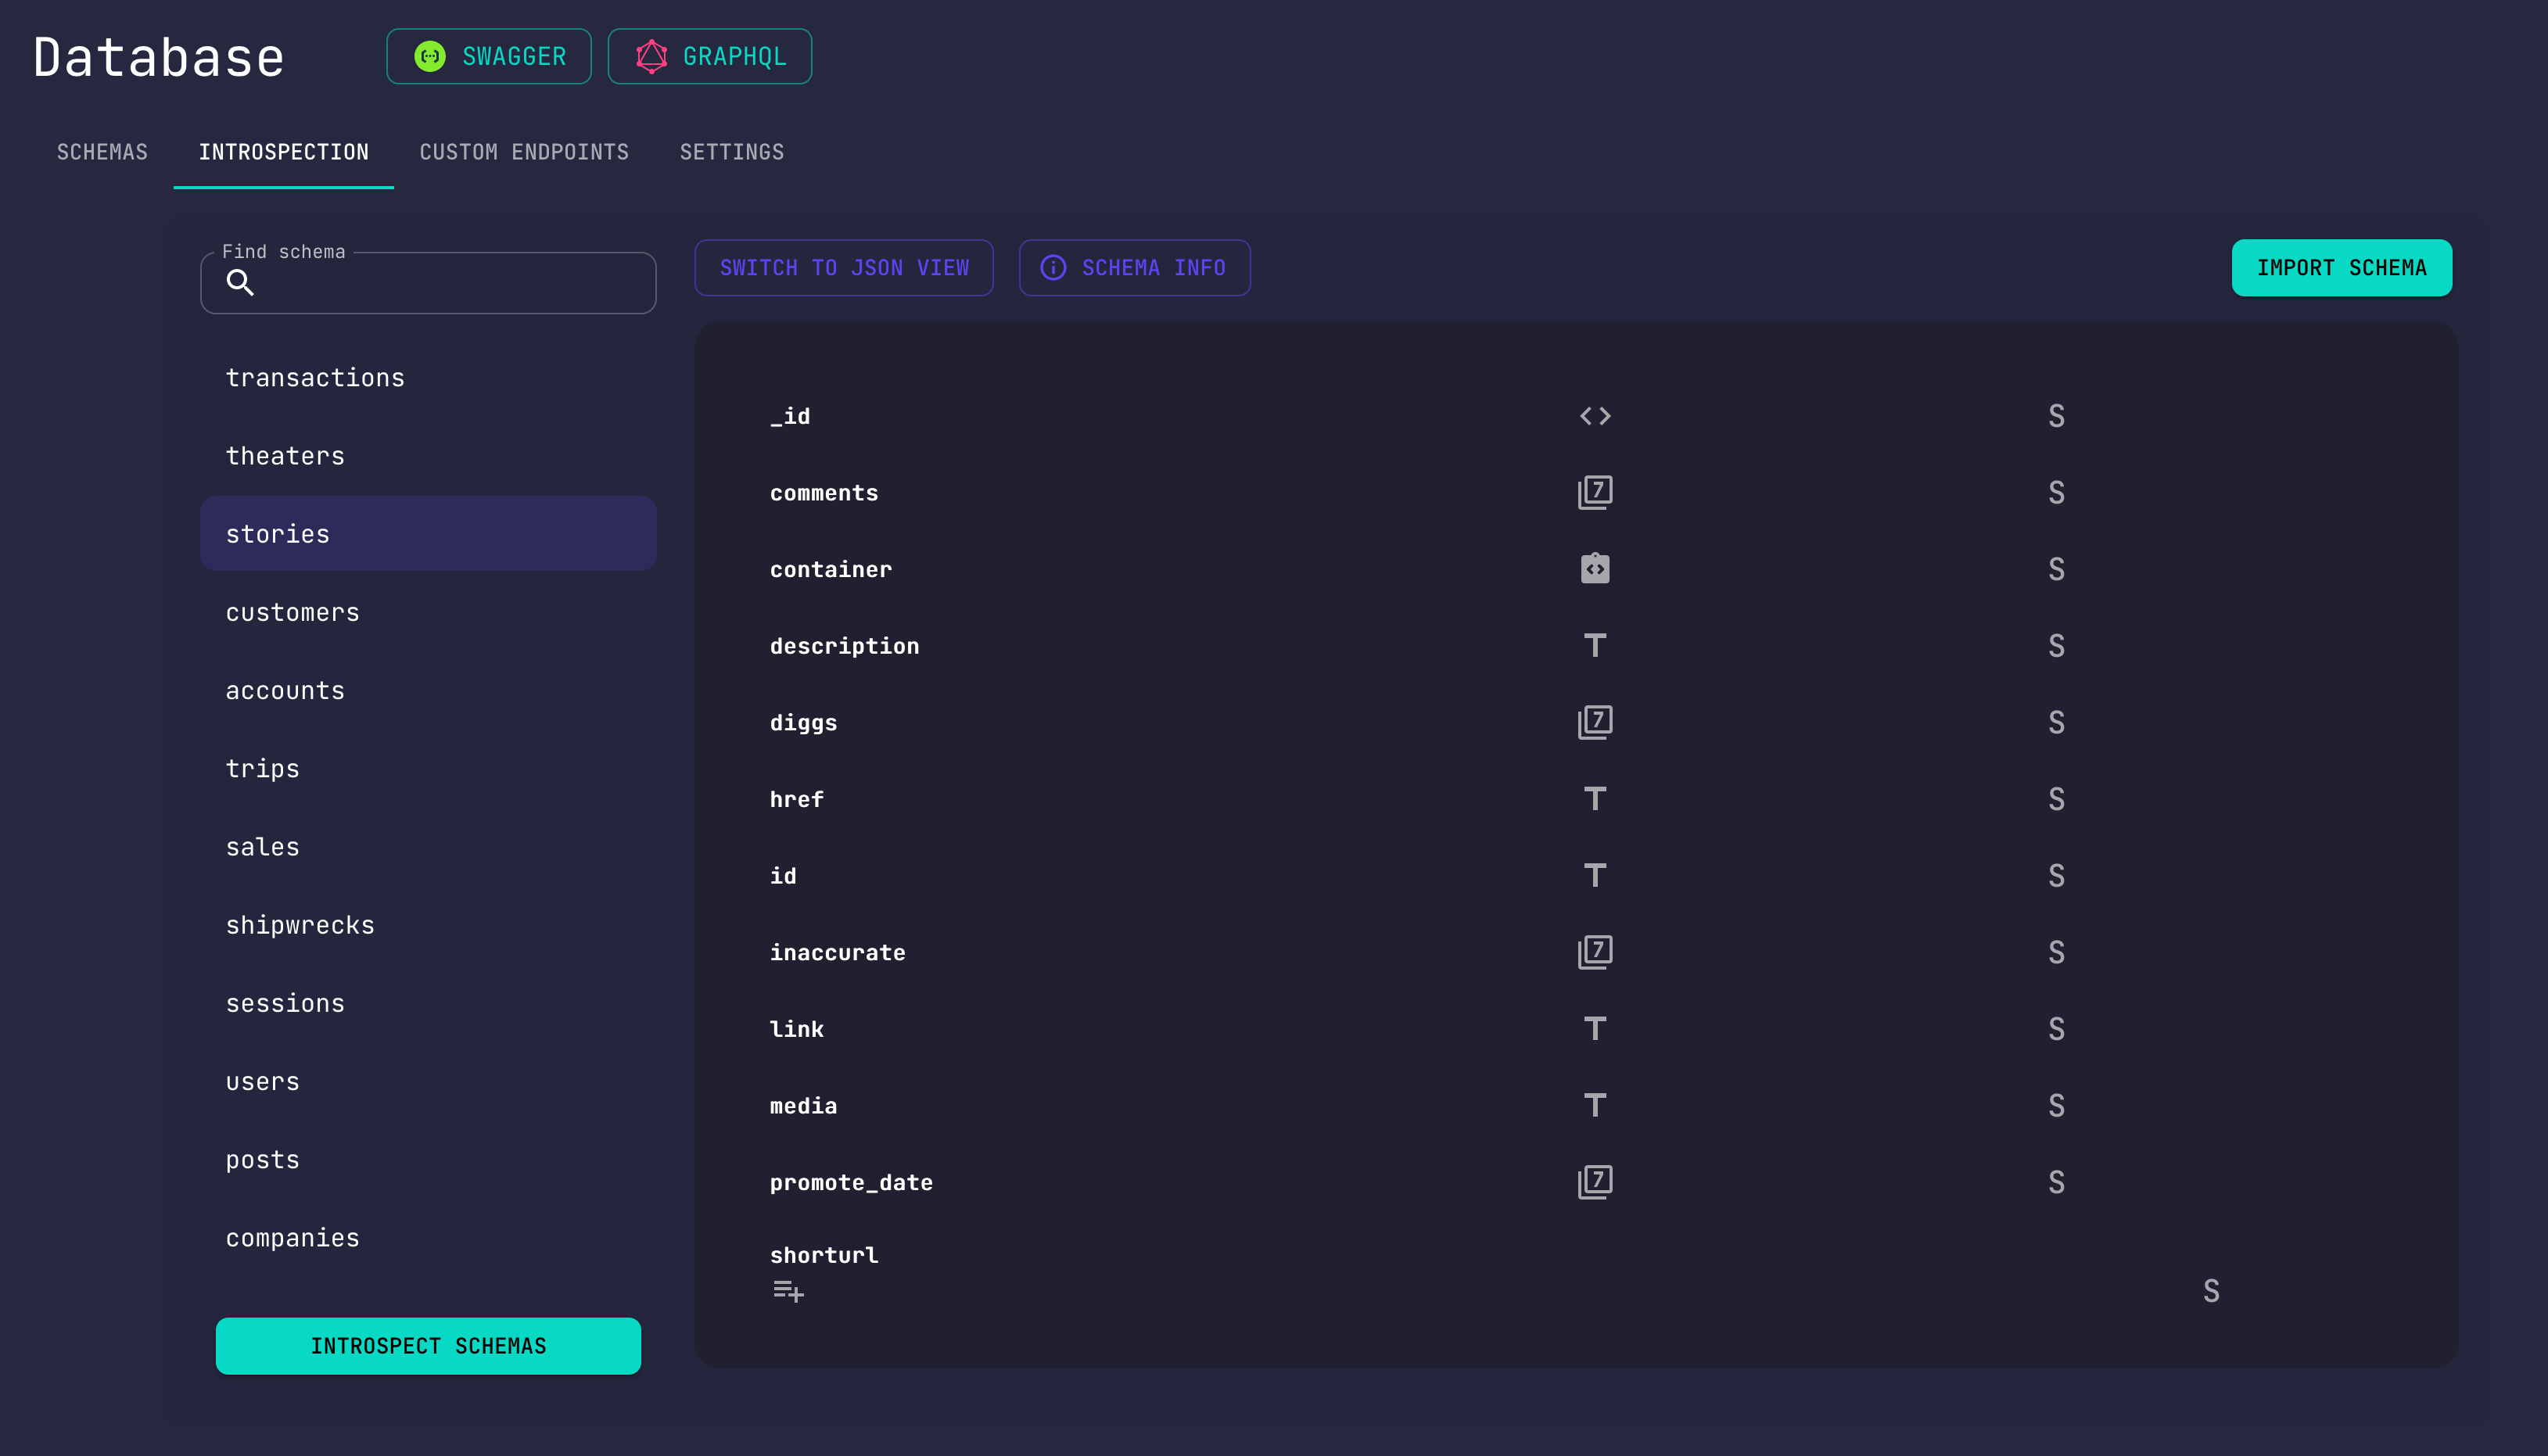 Database
SWAGGER
GRAPHQL
SCHEMAS
INTROSPECTION
CUSTOM ENDPOINTS
SETTINGS
Find schema
transactions
theaters
stories
customers
accounts
trips
sales
shipwrecks
sessions
users
posts
companies
INTROSPECT SCHEMAS
SWITCH TO JSON VIEW
SCHEMA INFO
IMPORT SCHEMA
_id S
comments 7 S
container S
description T S
diggs 7 S
href T S
id T S
inaccurate 7 S
link T S
media T S
promote_date 7 S
shorturl
S